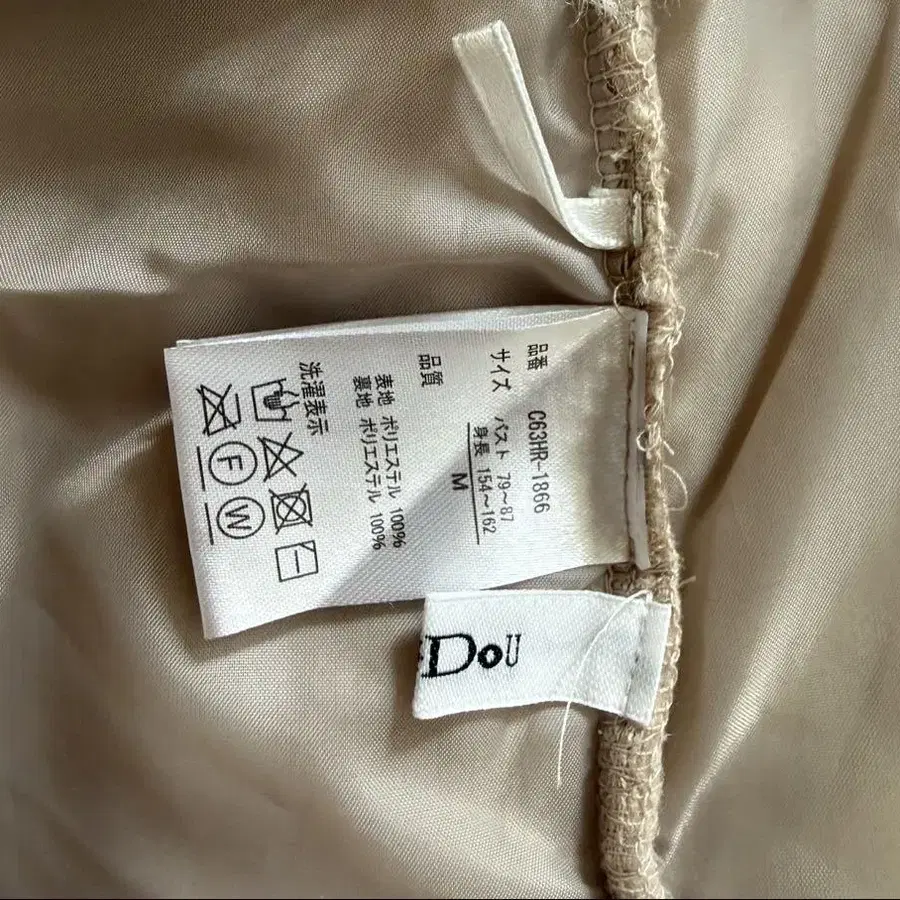 品番 C63HR-1866
サイズ バスト 79~87
身長 154~162
M
品質
表地 ポリエステル 100%
裏地 ポリエステル 100%
洗濯表示
F
W
DoU